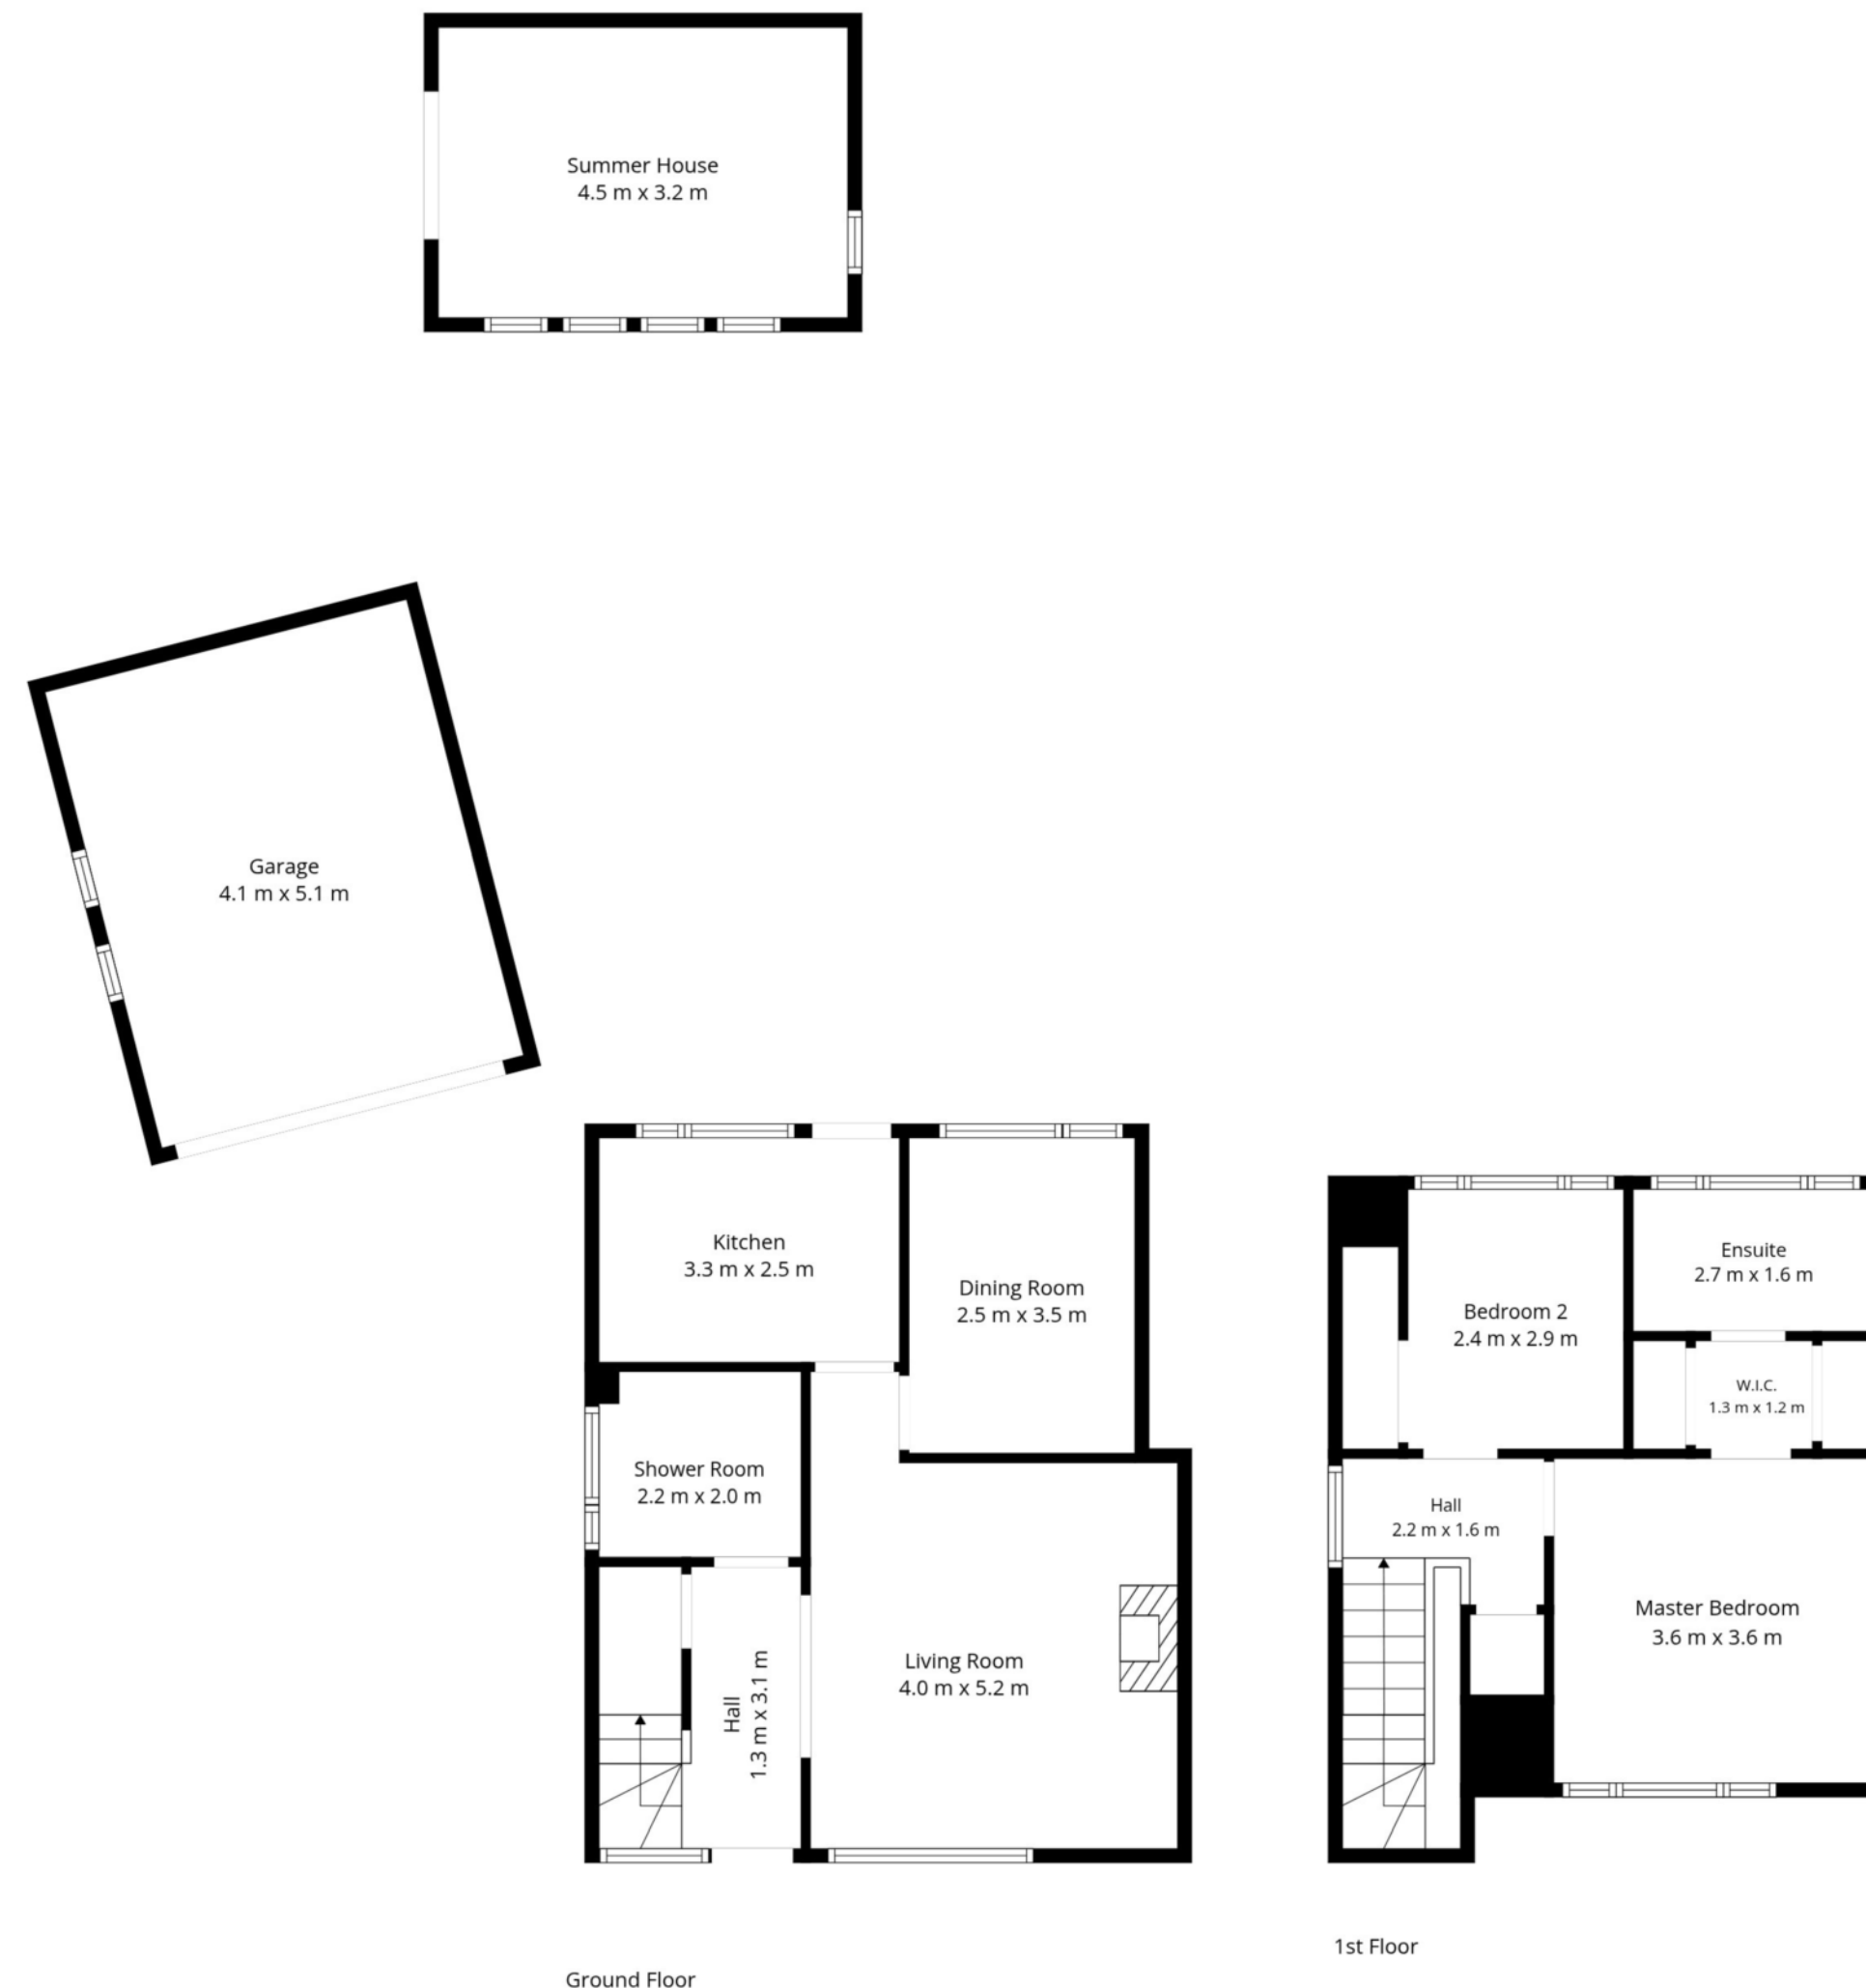 Summer House
4.5 m x 3.2 m
Garage
4.1 m x 5.1 m
Kitchen
3.3 m x 2.5 m
Dining Room
2.5 m x 3.5 m
Shower Room
2.2 m x 2.0 m
Hall
1.3 m x 3.1 m
Living Room
4.0 m x 5.2 m
Ground Floor
Ensuite
2.7 m x 1.6 m
Bedroom 2
2.4 m x 2.9 m
W.I.C.
1.3 m x 1.2 m
Hall
2.2 m x 1.6 m
Master Bedroom
3.6 m x 3.6 m
1st Floor